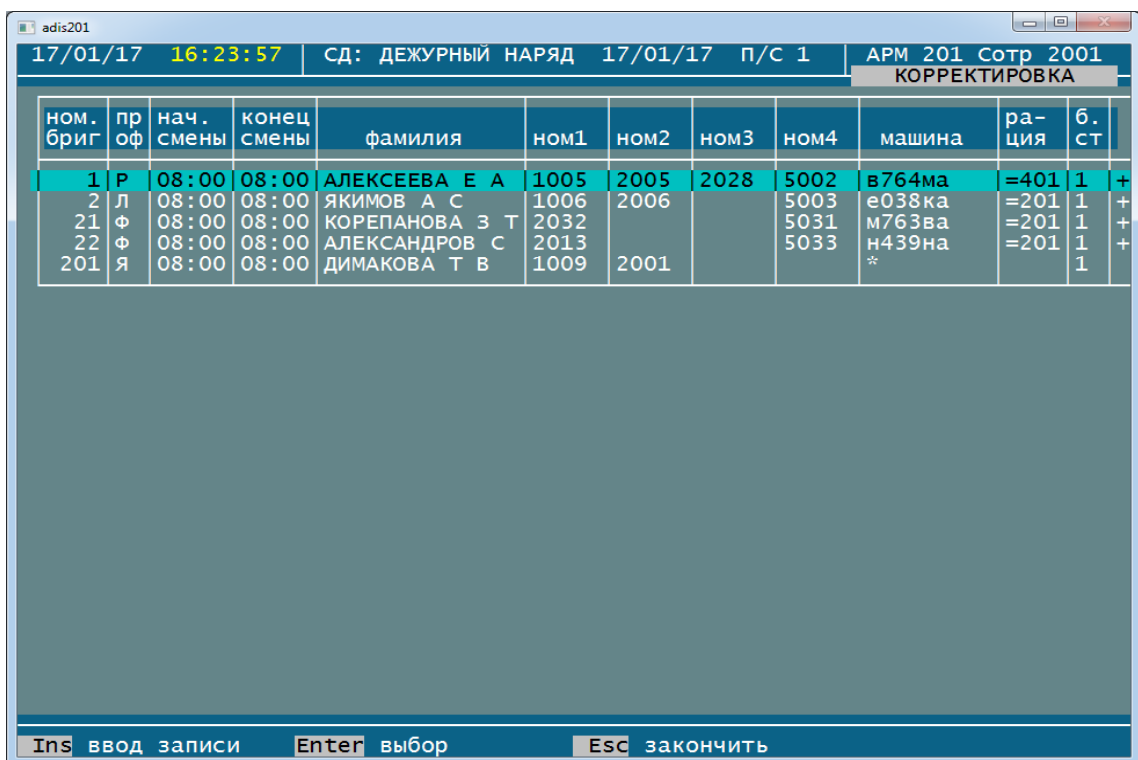 adis201
17/01/17 16:23:57 СД: ДЕЖУРНЫЙ НАРЯД 17/01/17 П/С 1 АРМ 201 Сотр 2001
КОРРЕКТИРОВКА
ном. пр нач. конец ра- б.
бриг оф смены смены фамилия ном1 ном2 ном3 ном4 машина ция ст
1 Р 08:00 08:00 АЛЕКСЕЕВА Е А 1005 2005 2028 5002 в764ма =401 1 +
2 Л 08:00 08:00 ЯКИМОВ А С 1006 2006 5003 е038ка =201 1 +
21 Ф 08:00 08:00 КОРЕПАНОВА З Т 2032 5031 м763ва =201 1 +
22 Ф 08:00 08:00 АЛЕКСАНДРОВ С 2013 5033 н439на =201 1 +
201 Я 08:00 08:00 ДИМАКОВА Т В 1009 2001 * 1
Ins ввод записи Enter выбор Esc закончить